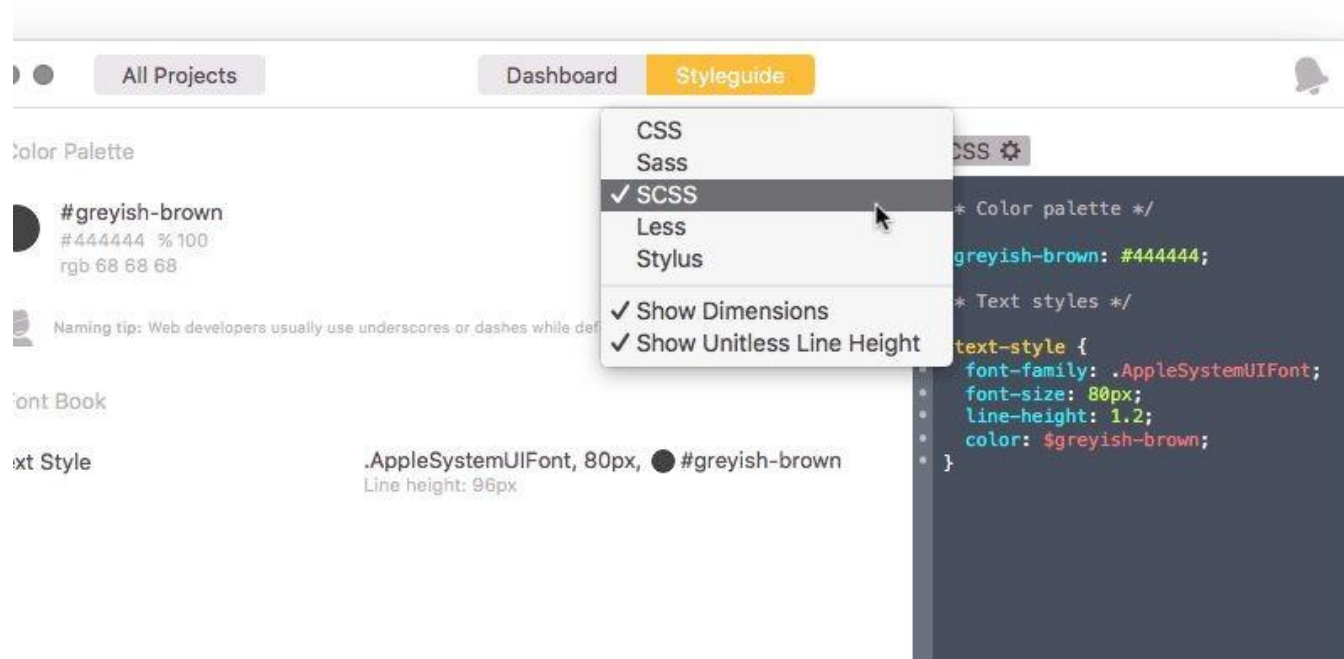 All Projects
Dashboard
Styleguide
Color Palette
#greyish-brown
#444444 %100
rgb 68 68 68
Naming tip: Web developers usually use underscores or dashes while def
ont Book
xt Style
.AppleSystemUIFont, 80px, #greyish-brown
Line height: 96px
CSS
Sass
✓ SCSS
Less
Stylus
✓ Show Dimensions
✓ Show Unitless Line Height
CSS
* Color palette */
greyish-brown: #444444;
* Text styles */
text-style {
font-family: .AppleSystemUIFont;
font-size: 80px;
line-height: 1.2;
color: $greyish-brown;
}